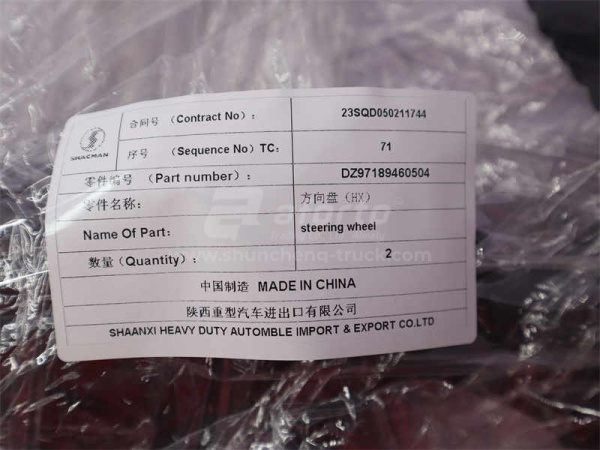 SHACMAN
合同号 (Contract No):
23SQD050211744
序号 (Sequence No) TC:
71
零件编号 (Part number):
DZ97189460504
零件名称:
方向盘 (HX)
Name Of Part:
steering wheel
数量 (Quantity):
2
中国制造 MADE IN CHINA
陕西重型汽车进出口有限公司
SHAANXI HEAVY DUTY AUTOMBLE IMPORT & EXPORT CO.LTD
www.shuncheng-truck.com